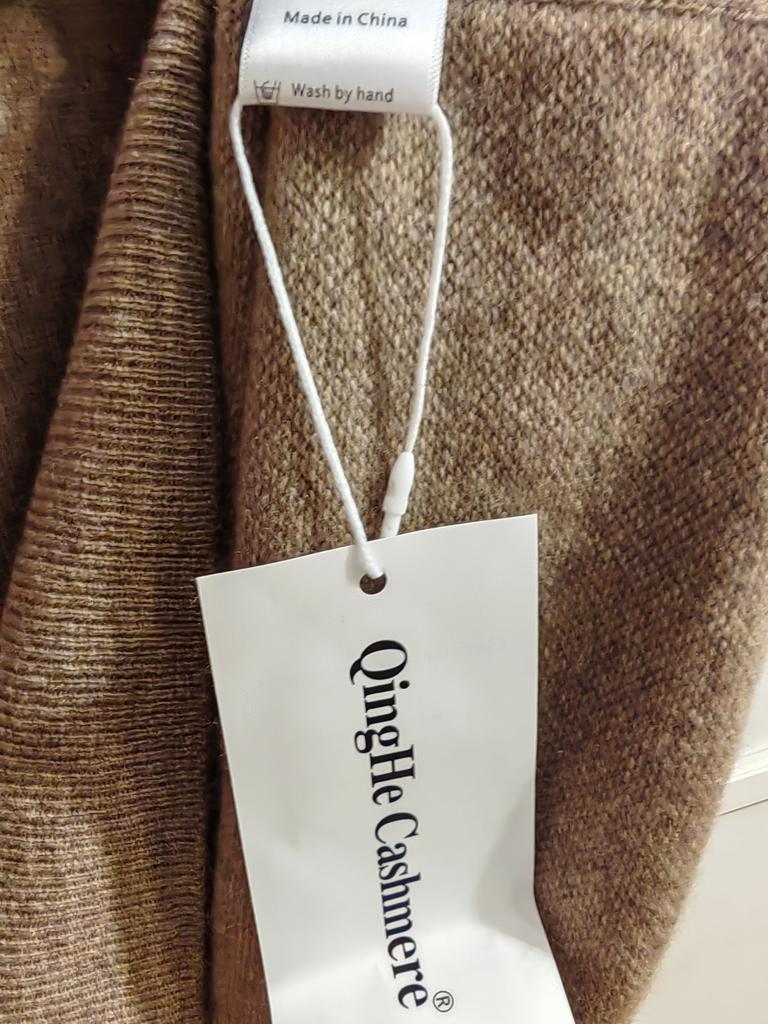 Made in China
Wash by hand
QingHe Cashmere®